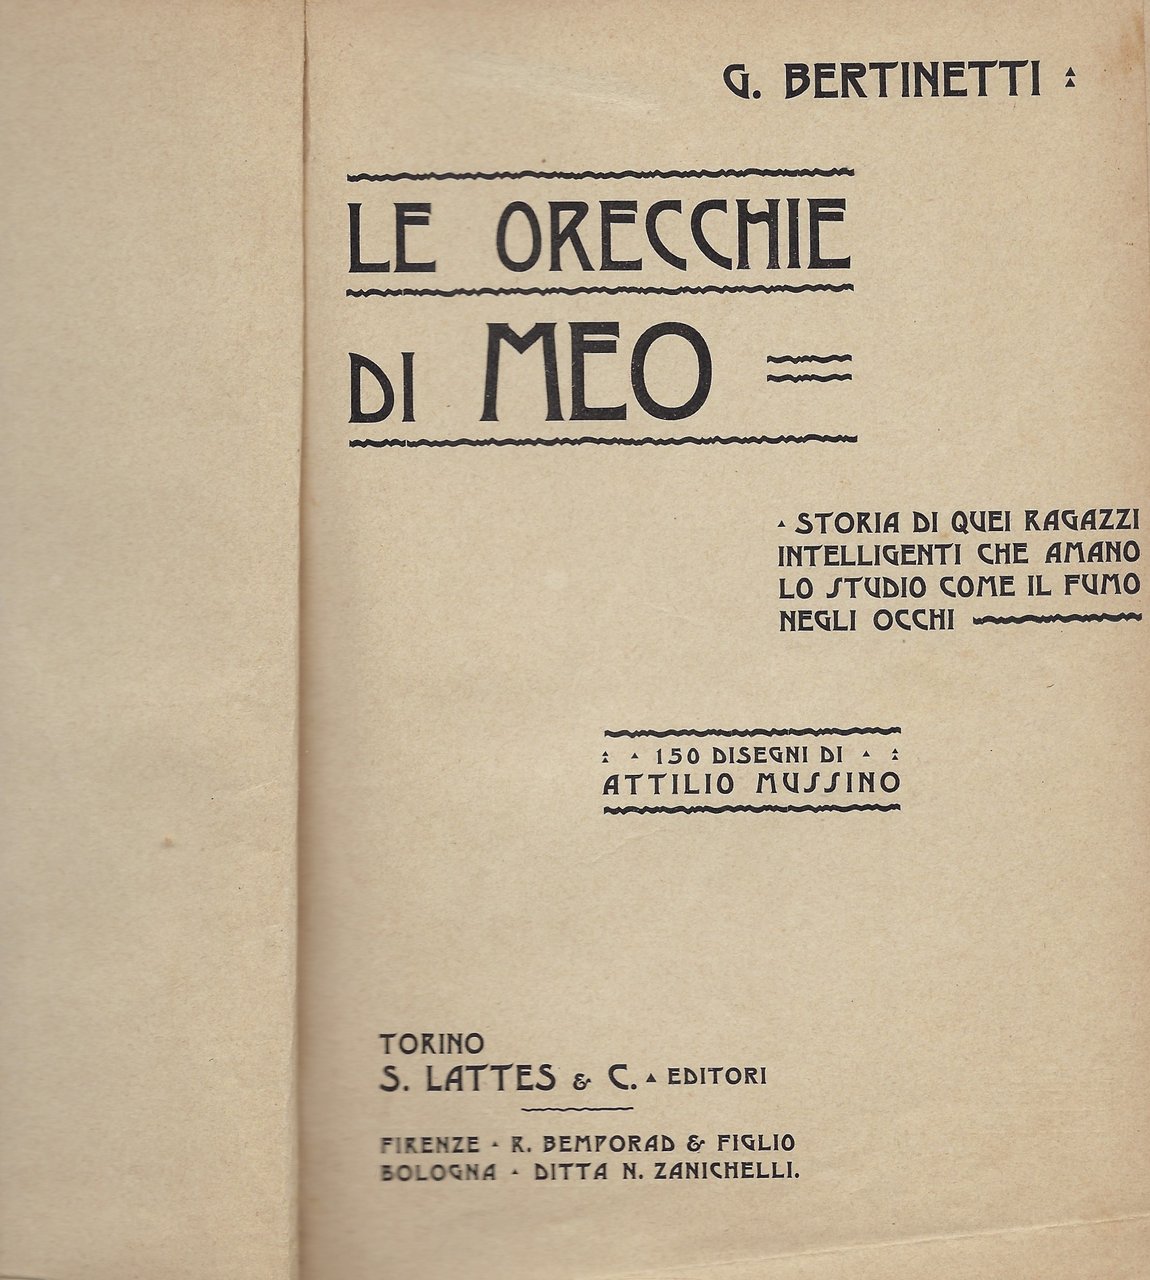 G. BERTINETTI
LE ORECCHIE
DI MEO
STORIA DI QUEI RAGAZZI
INTELLIGENTI CHE AMANO
LO STUDIO COME IL FUMO
NEGLI OCCHI
150 DISEGNI DI
ATTILIO MUSSINO
TORINO
S. LATTES & C. EDITORI
FIRENZE · R. BEMPORAD & FIGLIO
BOLOGNA · DITTA N. ZANICHELLI.